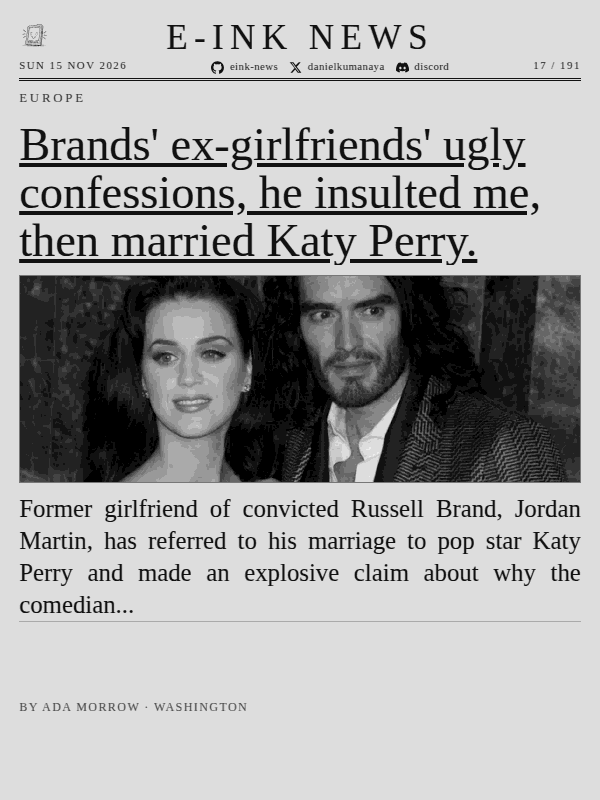 E-INK NEWS
SUN 15 NOV 2026
eink-news danielkumanaya discord
17 / 191
EUROPE
Brands' ex-girlfriends' ugly
confessions, he insulted me,
then married Katy Perry.
Former girlfriend of convicted Russell Brand, Jordan
Martin, has referred to his marriage to pop star Katy
Perry and made an explosive claim about why the
comedian...
BY ADA MORROW · WASHINGTON